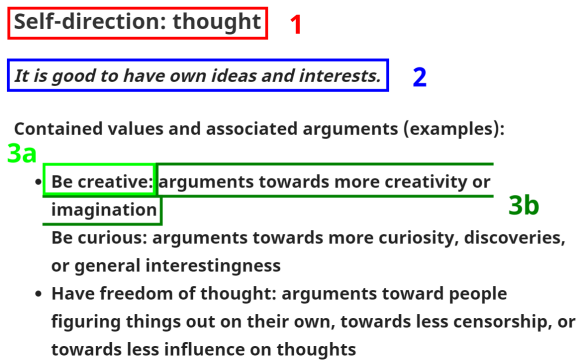 Self-direction: thought 1
It is good to have own ideas and interests. 2
Contained values and associated arguments (examples):
3a
• Be creative: arguments towards more creativity or
imagination 3b
Be curious: arguments towards more curiosity, discoveries,
or general interestingness
• Have freedom of thought: arguments toward people
figuring things out on their own, towards less censorship, or
towards less influence on thoughts